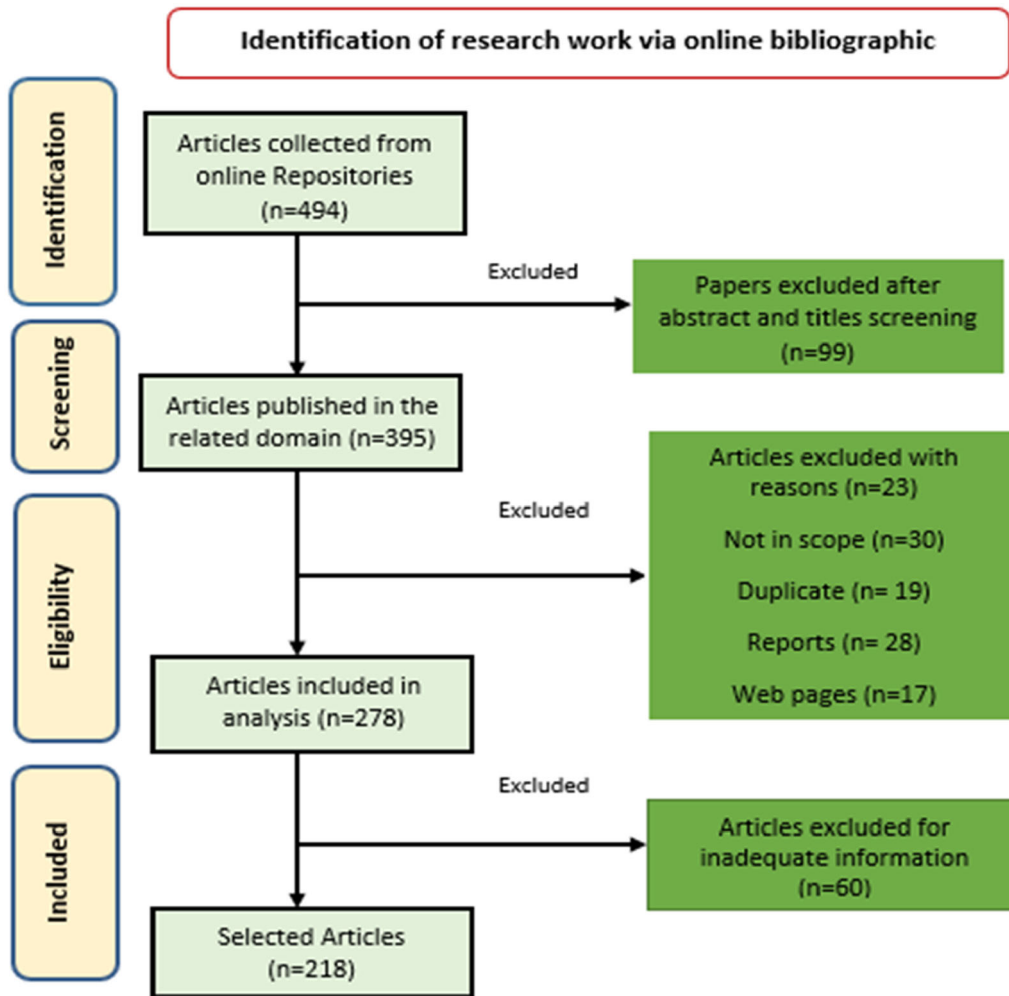 Identification of research work via online bibliographic
Identification
Articles collected from
online Repositories
(n=494)
Excluded
Papers excluded after
abstract and titles screening
(n=99)
Screening
Articles published in the
related domain (n=395)
Excluded
Articles excluded with
reasons (n=23)
Not in scope (n=30)
Duplicate (n= 19)
Reports (n= 28)
Web pages (n=17)
Eligibility
Articles included in
analysis (n=278)
Excluded
Articles excluded for
inadequate information
(n=60)
Included
Selected Articles
(n=218)